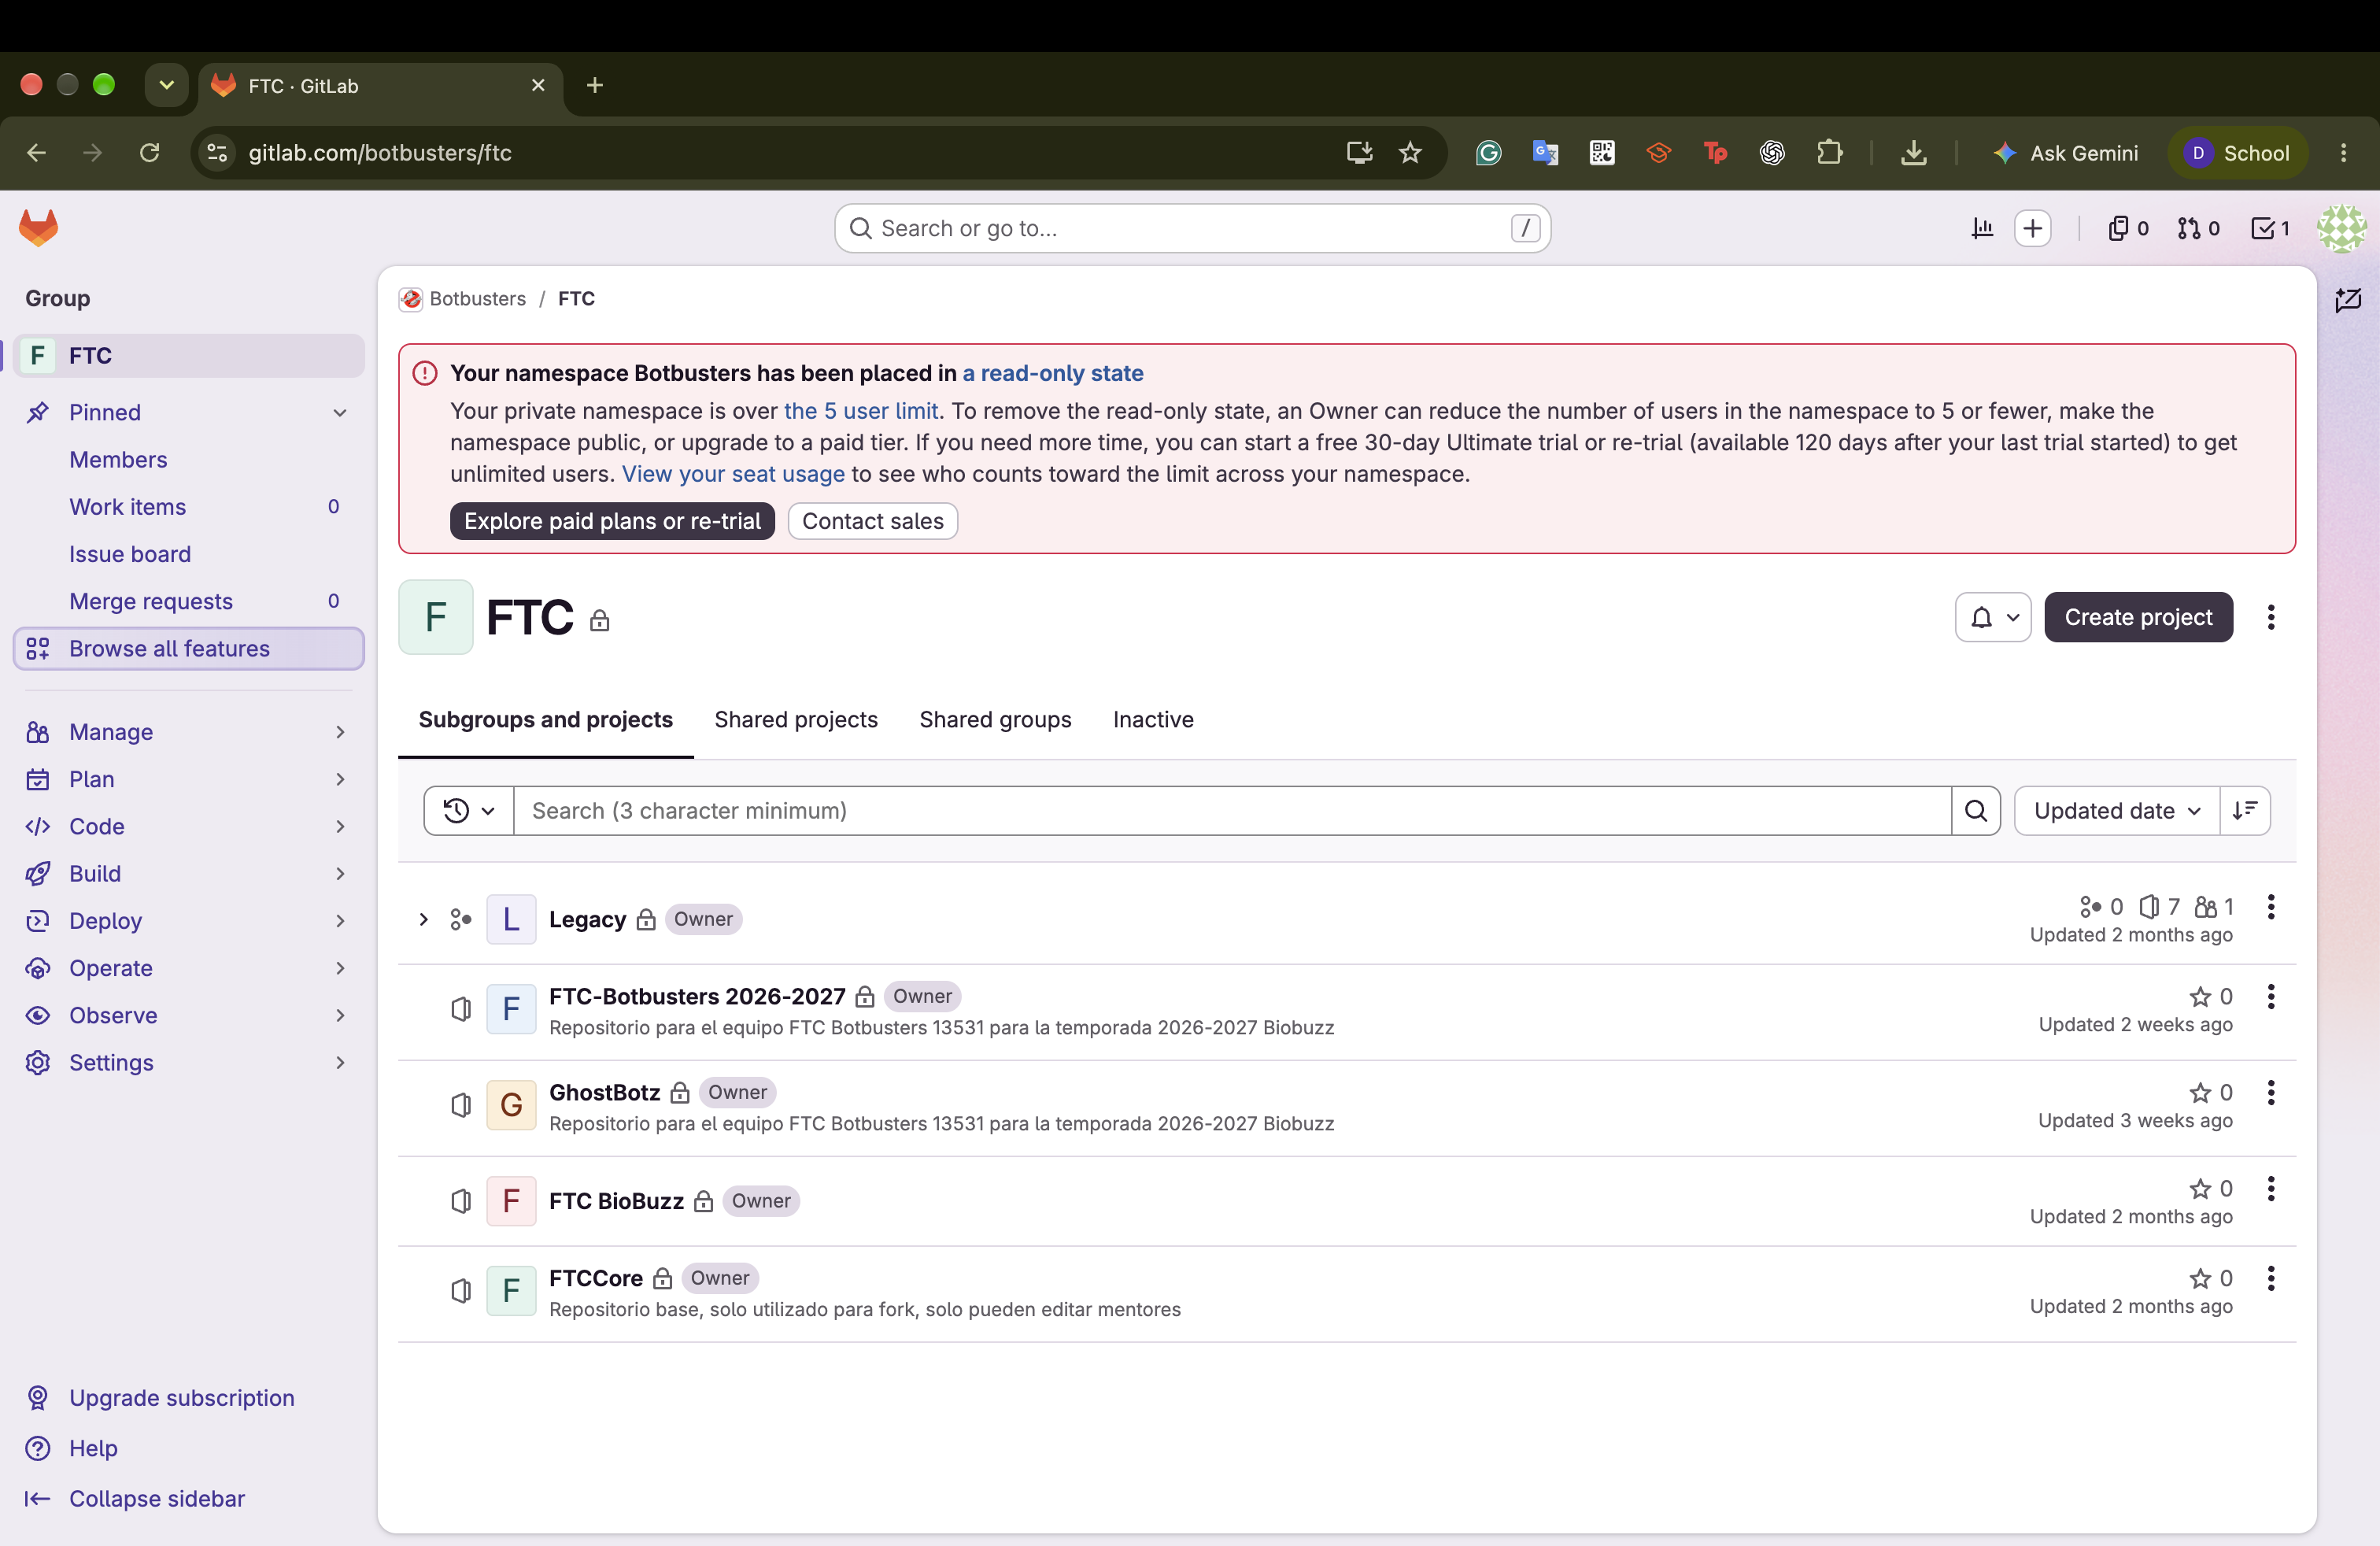 FTC · GitLab
gitlab.com/botbusters/ftc
Ask Gemini
D School
Search or go to...
/
0
0
1
Group
F FTC
Pinned
Members
Work items 0
Issue board
Merge requests 0
Browse all features
Manage
Plan
Code
Build
Deploy
Operate
Observe
Settings
Upgrade subscription
Help
Collapse sidebar
Botbusters / FTC
Your namespace Botbusters has been placed in a read-only state
Your private namespace is over the 5 user limit. To remove the read-only state, an Owner can reduce the number of users in the namespace to 5 or fewer, make the
namespace public, or upgrade to a paid tier. If you need more time, you can start a free 30-day Ultimate trial or re-trial (available 120 days after your last trial started) to get
unlimited users. View your seat usage to see who counts toward the limit across your namespace.
Explore paid plans or re-trial
Contact sales
F FTC
Create project
Subgroups and projects
Shared projects
Shared groups
Inactive
Search (3 character minimum)
Updated date
L Legacy Owner
0 7 1
Updated 2 months ago
F FTC-Botbusters 2026-2027 Owner
Repositorio para el equipo FTC Botbusters 13531 para la temporada 2026-2027 Biobuzz
0
Updated 2 weeks ago
G GhostBotz Owner
Repositorio para el equipo FTC Botbusters 13531 para la temporada 2026-2027 Biobuzz
0
Updated 3 weeks ago
F FTC BioBuzz Owner
0
Updated 2 months ago
F FTCCore Owner
Repositorio base, solo utilizado para fork, solo pueden editar mentores
0
Updated 2 months ago